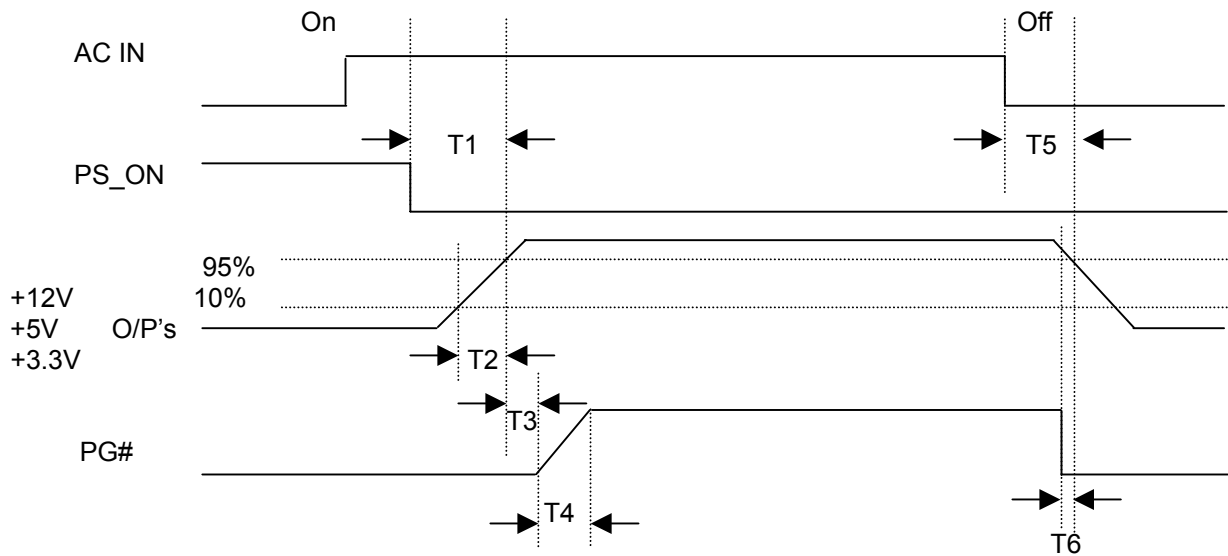 On
Off
AC IN
T1
T5
PS_ON
95%
+12V
10%
+5V
O/P's
+3.3V
T2
T3
PG#
T4
T6